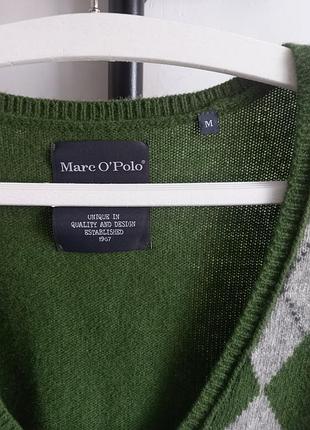 Marc O'Polo®
M
UNIQUE IN
QUALITY AND DESIGN
ESTABLISHED
1967